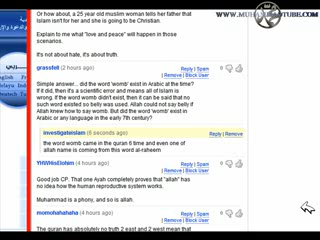 WWW.MUHAMMADTUBE.COM
Or how about, a 25 year old muslim woman tells her father that
Islam isn't for her and she is going to be Christian.
Explain to me what "love and peace" will happen in those
scenarios.
It's not about hate, it's about truth.
grassfell (2 hours ago)
Reply | Spam
| Remove | Block User
Simple answer... did the word 'womb' exist in Arabic at the time?
If it did, then it's a scientific error and means all of Islam is
wrong. If the word womb didn't exist, then it can be said that no
such word existed so belly was used. Allah could not say belly if
Allah knew how to say womb. But did the word 'womb' exist in
Arabic or any language in the early 7th century?
investigateislam (6 seconds ago)
Reply | Remove
the word womb came in the quran 6 time and even one of
allah name is coming from this word al-raheem
YHWHisElohem (4 hours ago)
Reply | Spam
| Remove | Block User
Good job CP. That one Ayah completely proves that "allah" has
no idea how the human reproductive system works.
Muhammad is a phony, and so is allah.
momohahahaha (4 hours ago)
Reply | Spam
| Remove | Block User
The quran has absolutely no truth 2 east and 2 west mean that